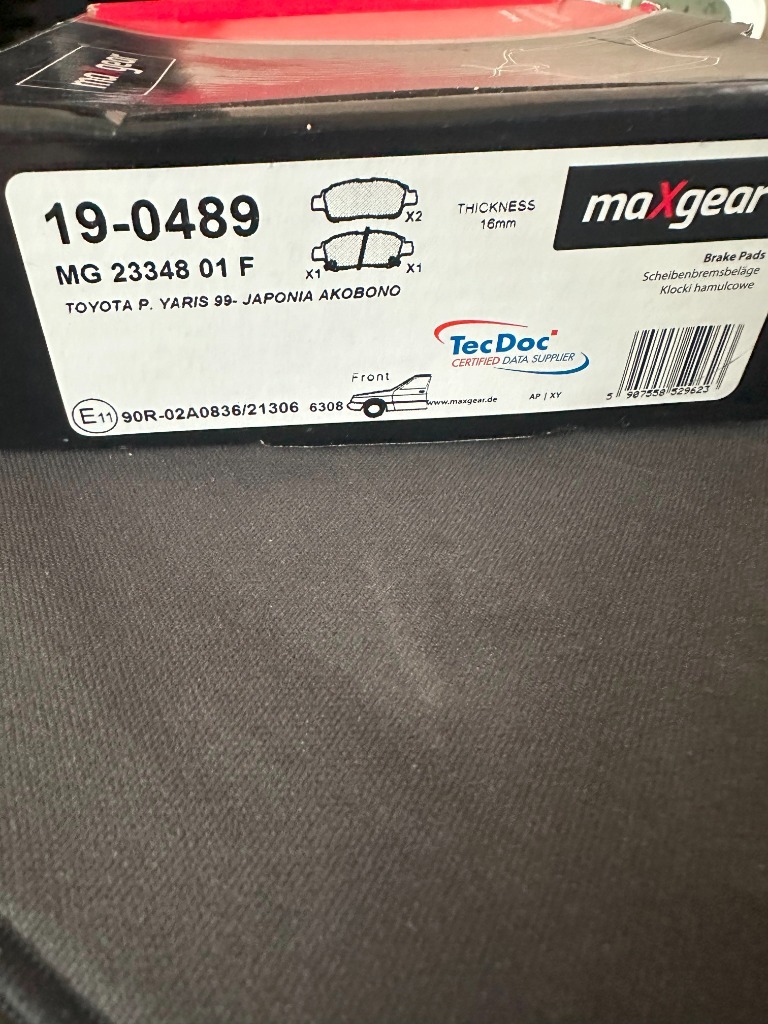 maXgear
19-0489
MG 23348 01 F
TOYOTA P. YARIS 99- JAPONIA AKOBONO
X2
X1
X1
THICKNESS
16mm
maXgear
Brake Pads
Scheibenbremsbeläge
Klocki hamulcowe
TecDoc
CERTIFIED DATA SUPPLIER
Front
E11 90R-02A0836/21306 6308
www.maxgear.de
AP | XY
5 907558 529623